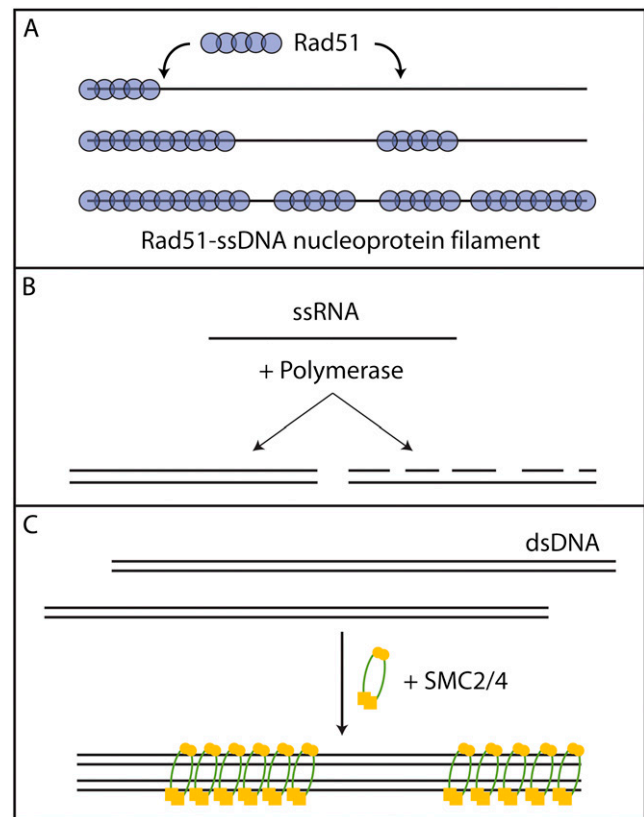 A
Rad51
Rad51-ssDNA nucleoprotein filament
B
ssRNA
+ Polymerase
C
dsDNA
+ SMC2/4